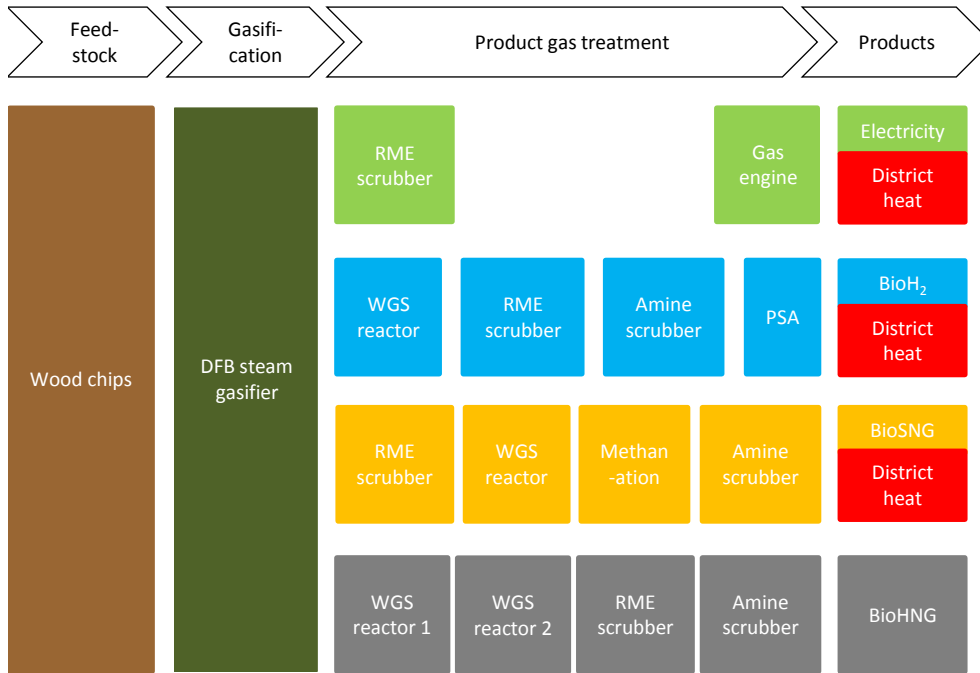 Feed-
stock
Gasifi-
cation
Product gas treatment
Products
Wood chips
DFB steam
gasifier
RME
scrubber
Gas
engine
Electricity
District
heat
WGS
reactor
RME
scrubber
Amine
scrubber
PSA
BioH₂
District
heat
RME
scrubber
WGS
reactor
Methan
-ation
Amine
scrubber
BioSNG
District
heat
WGS
reactor 1
WGS
reactor 2
RME
scrubber
Amine
scrubber
BioHNG